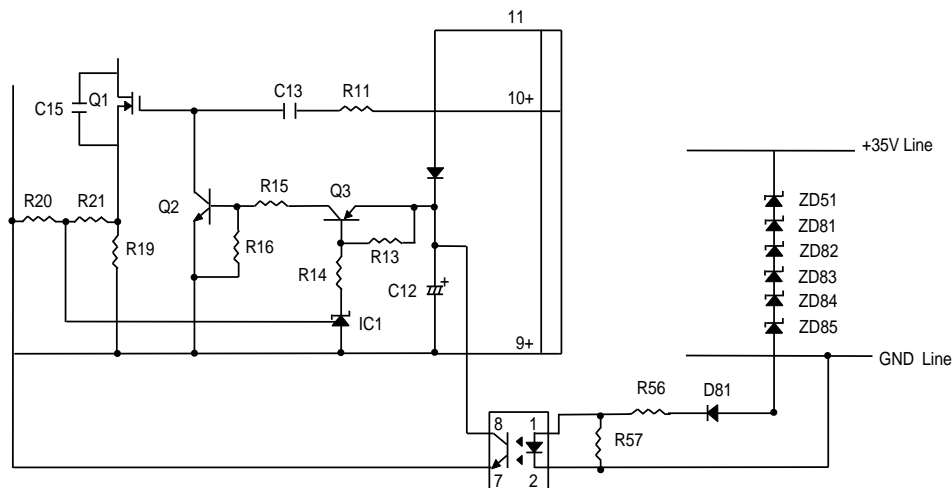 11
C13
R11
10+
Q1
C15
+35V Line
R20
R21
Q2
R15
Q3
ZD51
ZD81
R19
R16
R13
ZD82
R14
ZD83
C12
+
ZD84
IC1
ZD85
9+
GND Line
R56
D81
8
1
R57
7
2